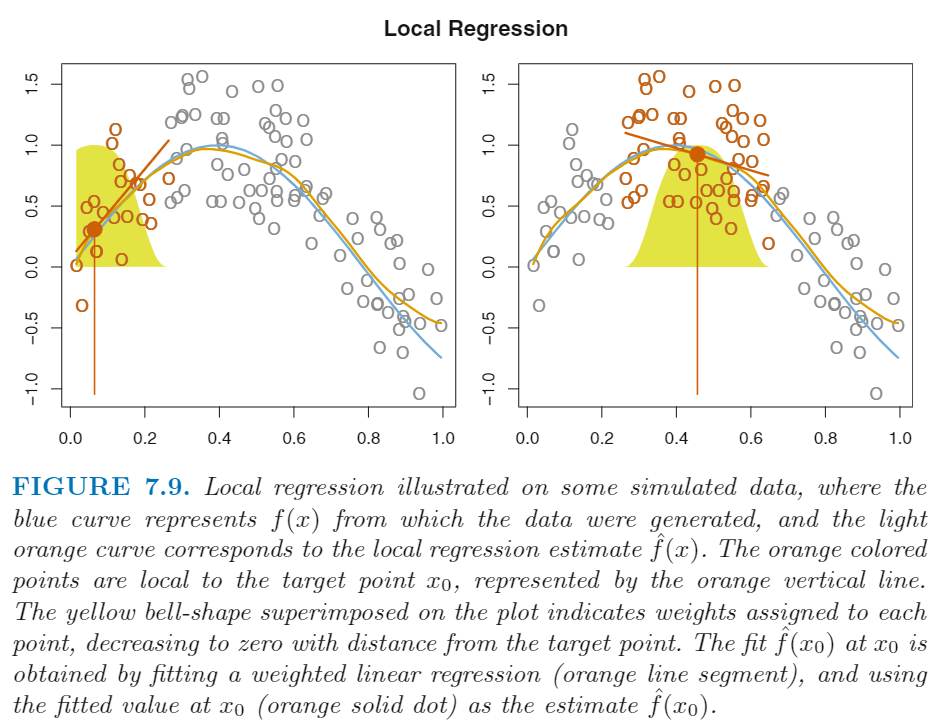 Local Regression
1.5 1.0 0.5 0.0 −0.5 −1.0
0.0 0.2 0.4 0.6 0.8 1.0
1.5 1.0 0.5 0.0 −0.5 −1.0
0.0 0.2 0.4 0.6 0.8 1.0
FIGURE 7.9. Local regression illustrated on some simulated data, where the
blue curve represents f(x) from which the data were generated, and the light
orange curve corresponds to the local regression estimate f̂(x). The orange colored
points are local to the target point x₀, represented by the orange vertical line.
The yellow bell-shape superimposed on the plot indicates weights assigned to each
point, decreasing to zero with distance from the target point. The fit f̂(x₀) at x₀ is
obtained by fitting a weighted linear regression (orange line segment), and using
the fitted value at x₀ (orange solid dot) as the estimate f̂(x₀).